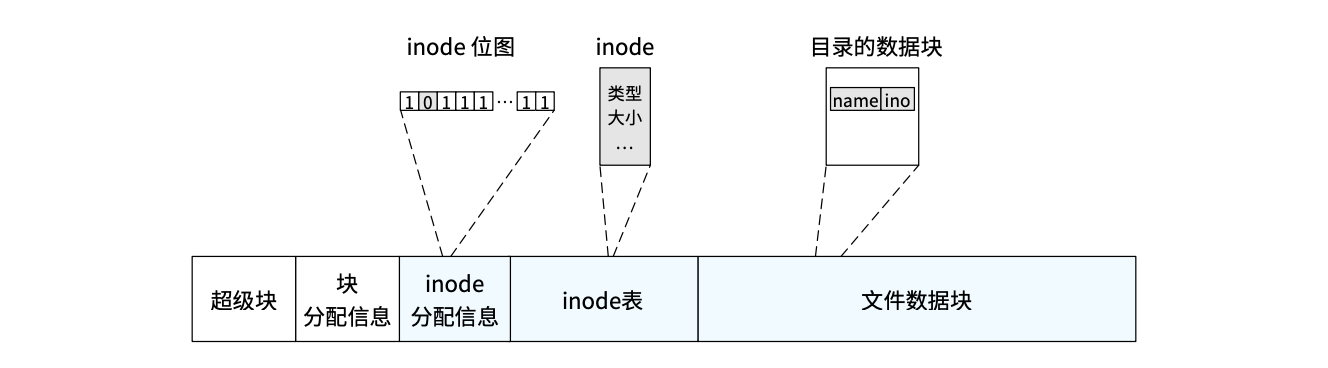 inode 位图
inode
目录的数据块
1 0 1 1 1 … 1 1
类型
大小
…
name ino
超级块
块
分配信息
inode
分配信息
inode表
文件数据块